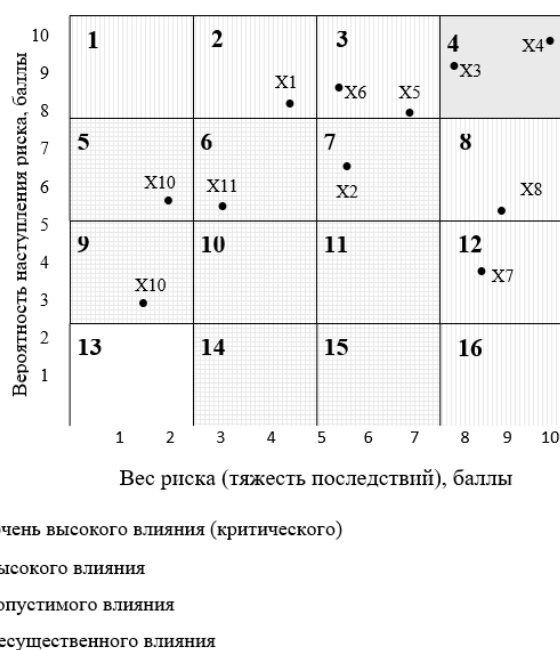 Вероятность наступления риска, баллы
10
9
8
7
6
5
4
3
2
1
1
2
3
4
X1
X6
X5
X3
X4
5
6
7
8
X10
X11
X2
X8
9
10
11
12
X10
X7
13
14
15
16
1 2 3 4 5 6 7 8 9 10
Вес риска (тяжесть последствий), баллы
чень высокого влияния (критического)
ысокого влияния
опустимого влияния
есущественного влияния